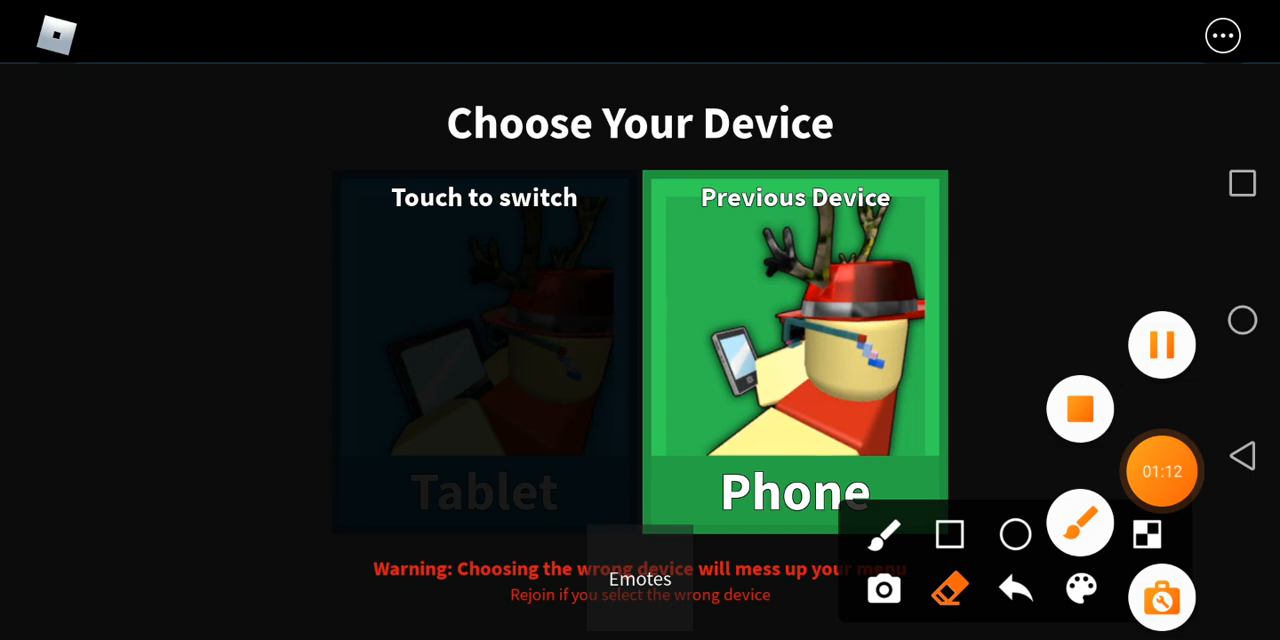 Choose Your Device
Touch to switch
Previous Device
Tablet
Phone
Warning: Choosing the wrong device will mess up your menu
Emotes
Rejoin if you select the wrong device
01:12